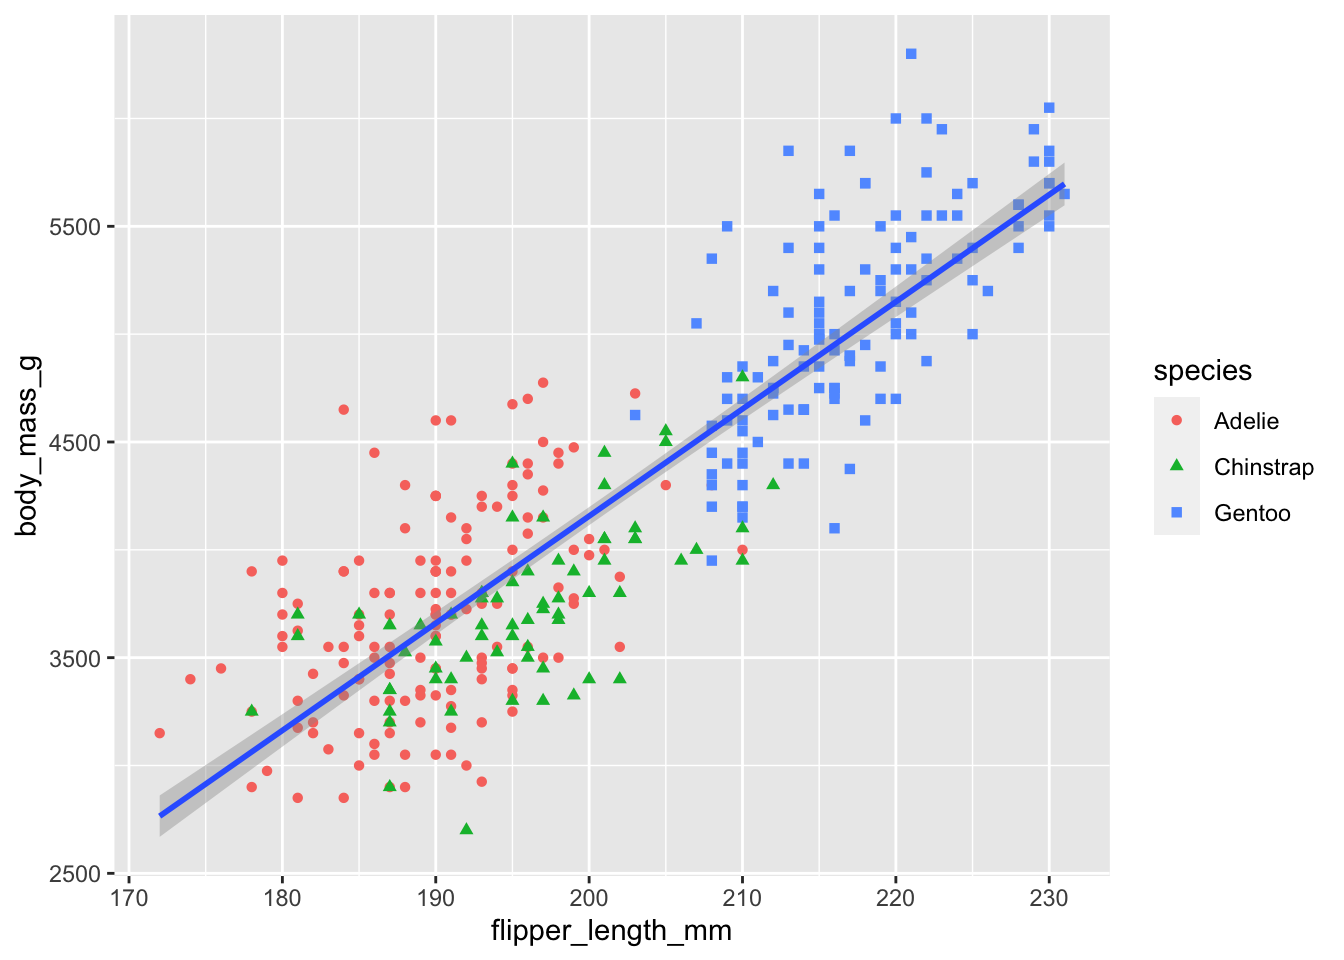 5500
4500
3500
2500
170 180 190 200 210 220 230
flipper_length_mm
body_mass_g
species
Adelie
Chinstrap
Gentoo